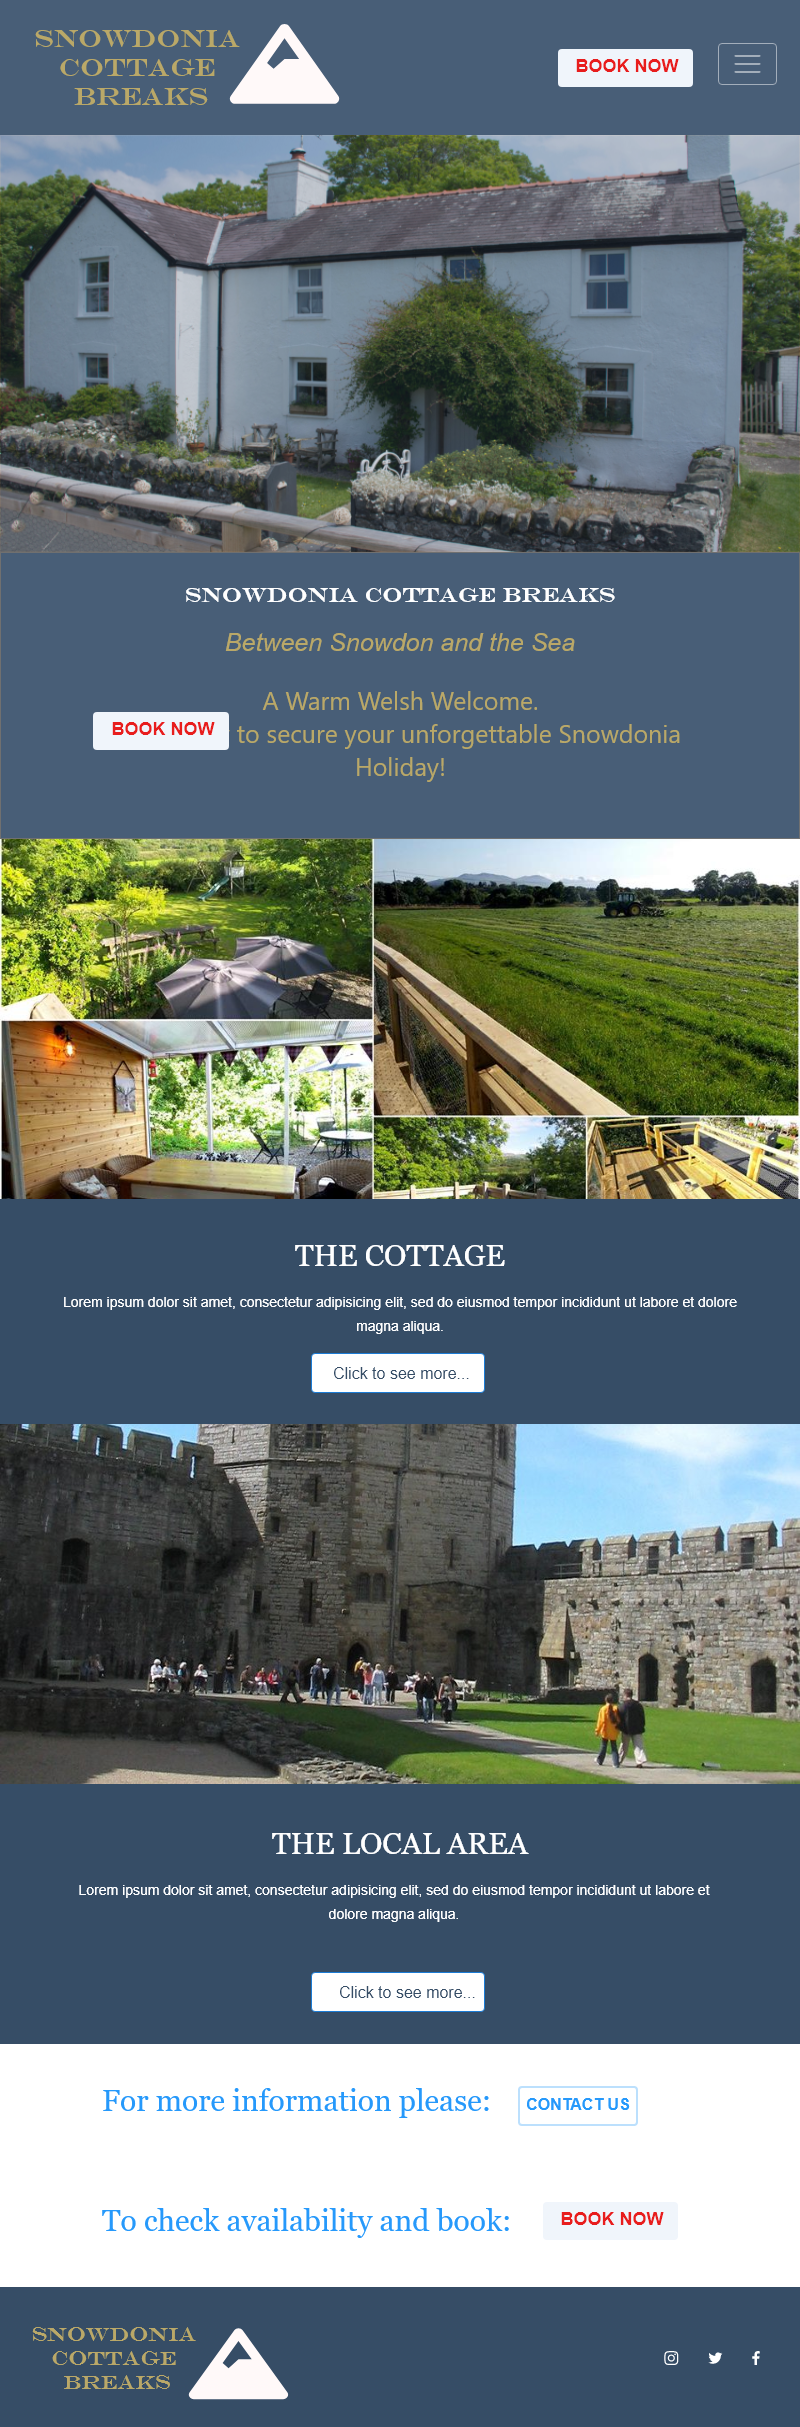 SNOWDONIA
COTTAGE
BREAKS
BOOK NOW
SNOWDONIA COTTAGE BREAKS
Between Snowdon and the Sea
A Warm Welsh Welcome.
BOOK NOW to secure your unforgettable Snowdonia
Holiday!
THE COTTAGE
Lorem ipsum dolor sit amet, consectetur adipisicing elit, sed do eiusmod tempor incididunt ut labore et dolore
magna aliqua.
Click to see more...
THE LOCAL AREA
Lorem ipsum dolor sit amet, consectetur adipisicing elit, sed do eiusmod tempor incididunt ut labore et
dolore magna aliqua.
Click to see more...
For more information please: CONTACT US
To check availability and book: BOOK NOW
SNOWDONIA
COTTAGE
BREAKS